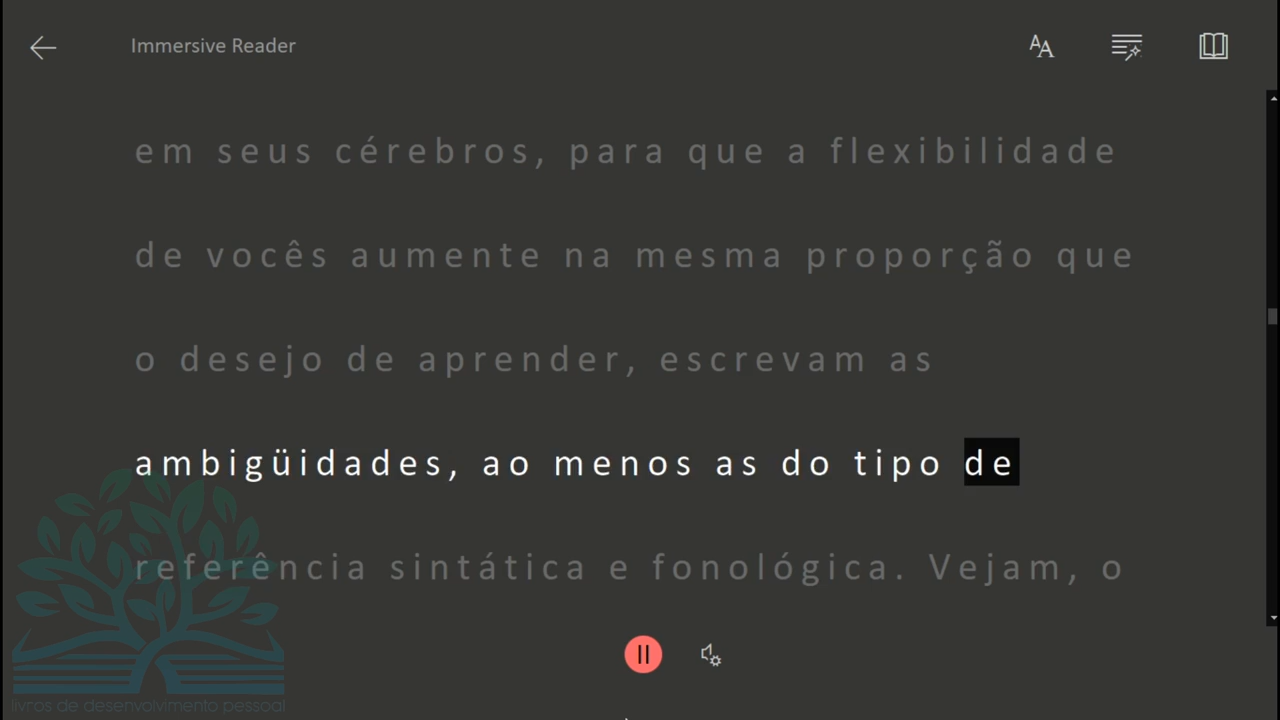 Immersive Reader
em seus cérebros, para que a flexibilidade
de vocês aumente na mesma proporção que
o desejo de aprender, escrevam as
ambigüidades, ao menos as do tipo de
referência sintática e fonológica. Vejam, o
livros de desenvolvimento pessoal